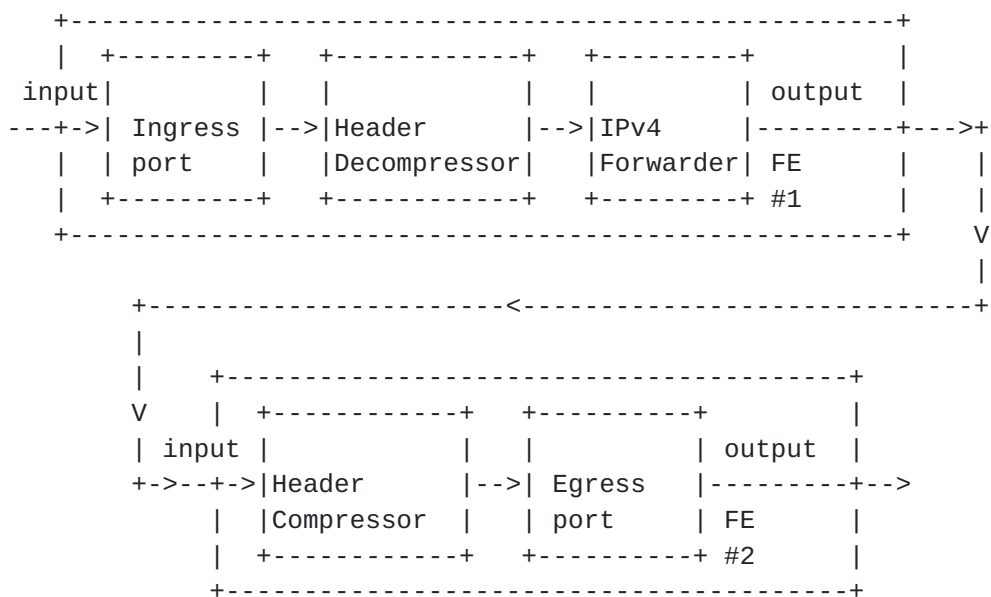 +-----------------------------------------------------+
     |  +---------+   +------------+   +---------+         |
 input|         |   |            |   |         | output  |
---+->| Ingress |-->|Header      |-->|IPv4     |---------+--->+
   |  | port    |   |Decompressor|   |Forwarder| FE      |    |
   |  +---------+   +------------+   +---------+ #1      |    |
   +-----------------------------------------------------+    V
                                                              |
        +-----------------------<-----------------------------+
        |
        |    +----------------------------------------+
        V    |  +------------+   +----------+         |
        | input |            |   |          | output  |
        +->--+->|Header      |-->| Egress   |---------+-->
             |  |Compressor  |   | port     | FE      |
             |  +------------+   +----------+ #2      |
             +----------------------------------------+